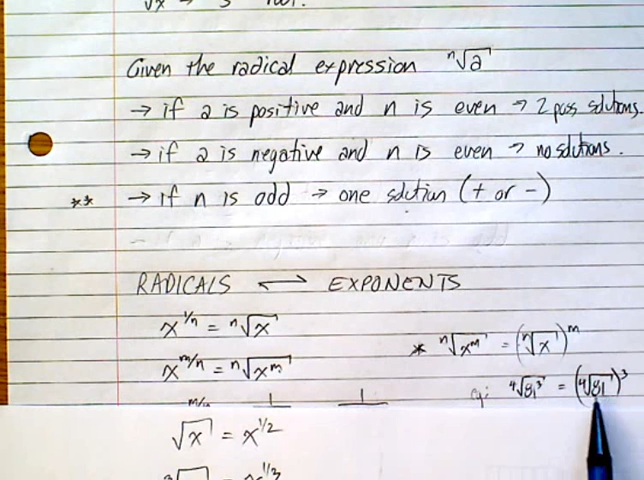 Given the radical expression ⁿ√a
→ if a is positive and n is even → 2 poss solutions.
→ if a is negative and n is even → no solutions.
** → if n is odd → one solution (+ or -)
RADICALS ⇌ EXPONENTS
x^(1/n) = ⁿ√x
* ⁿ√x^m = (ⁿ√x)^m
x^(m/n) = ⁿ√x^m
eg: ⁴√81³ = (⁴√81)³
√x = x^(1/2)